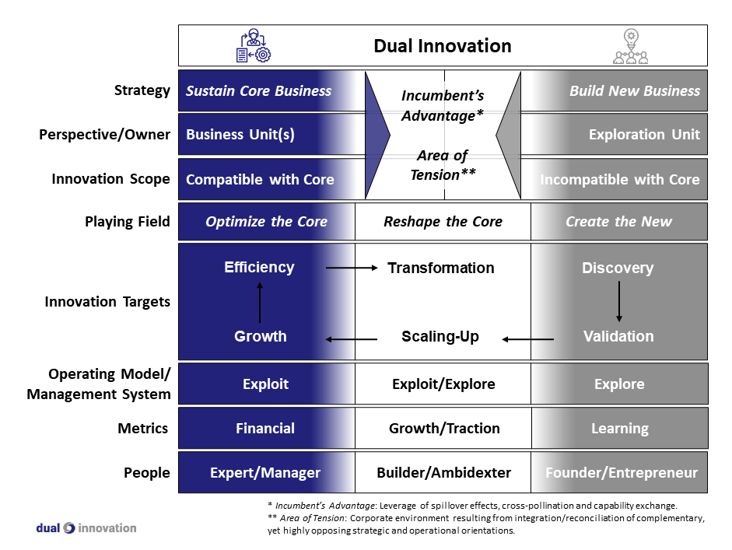 Dual Innovation
Strategy
Sustain Core Business
Incumbent's
Advantage*
Build New Business
Perspective/Owner
Business Unit(s)
Exploration Unit
Area of
Tension**
Innovation Scope
Compatible with Core
Incompatible with Core
Playing Field
Optimize the Core
Reshape the Core
Create the New
Innovation Targets
Efficiency
Transformation
Discovery
Growth
Scaling-Up
Validation
Operating Model/
Management System
Exploit
Exploit/Explore
Explore
Metrics
Financial
Growth/Traction
Learning
People
Expert/Manager
Builder/Ambidexter
Founder/Entrepreneur
* Incumbent's Advantage: Leverage of spillover effects, cross-pollination and capability exchange.
** Area of Tension: Corporate environment resulting from integration/reconciliation of complementary,
yet highly opposing strategic and operational orientations.
dual innovation